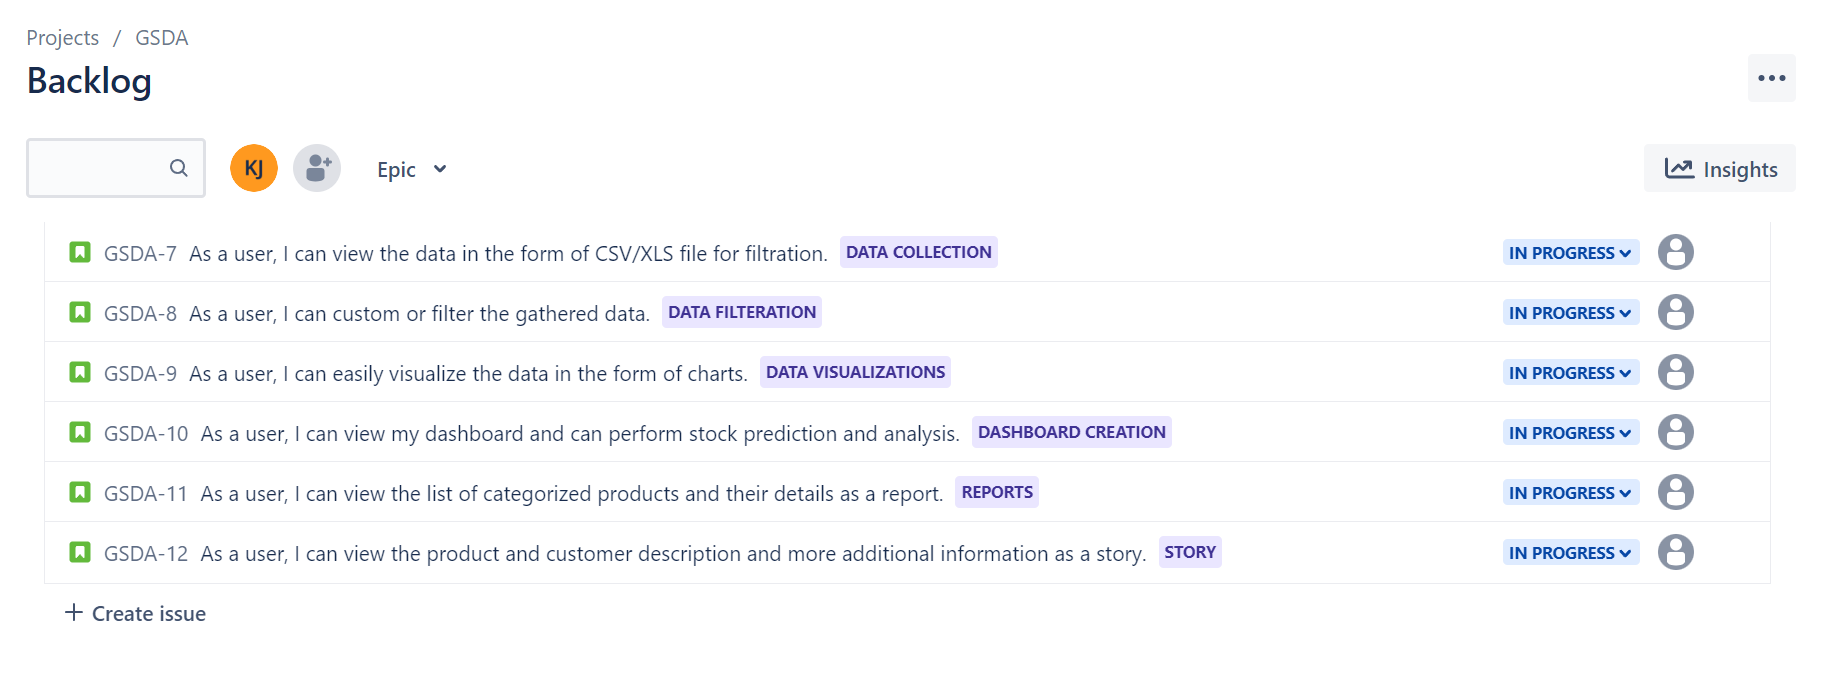 Projects / GSDA
Backlog
KJ Epic Insights
GSDA-7 As a user, I can view the data in the form of CSV/XLS file for filtration. DATA COLLECTION IN PROGRESS
GSDA-8 As a user, I can custom or filter the gathered data. DATA FILTERATION IN PROGRESS
GSDA-9 As a user, I can easily visualize the data in the form of charts. DATA VISUALIZATIONS IN PROGRESS
GSDA-10 As a user, I can view my dashboard and can perform stock prediction and analysis. DASHBOARD CREATION IN PROGRESS
GSDA-11 As a user, I can view the list of categorized products and their details as a report. REPORTS IN PROGRESS
GSDA-12 As a user, I can view the product and customer description and more additional information as a story. STORY IN PROGRESS
+ Create issue